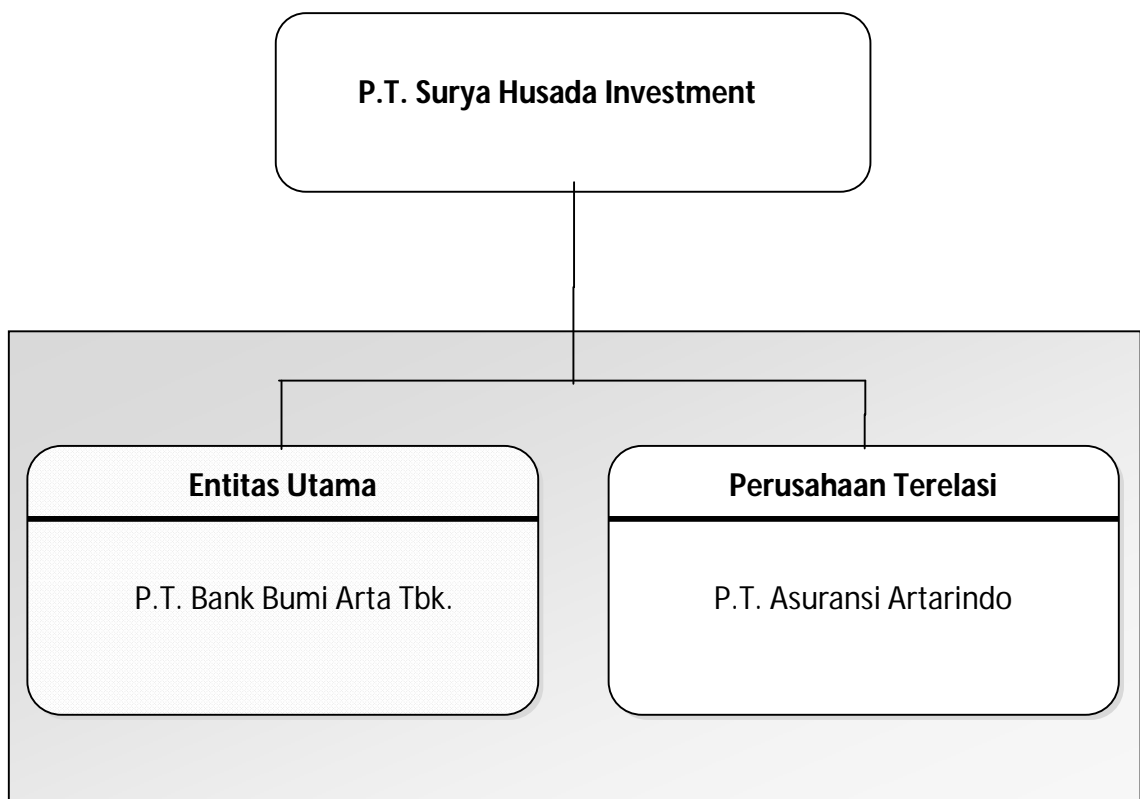 P.T. Surya Husada Investment
Entitas Utama
P.T. Bank Bumi Arta Tbk.
Perusahaan Terelasi
P.T. Asuransi Artarindo